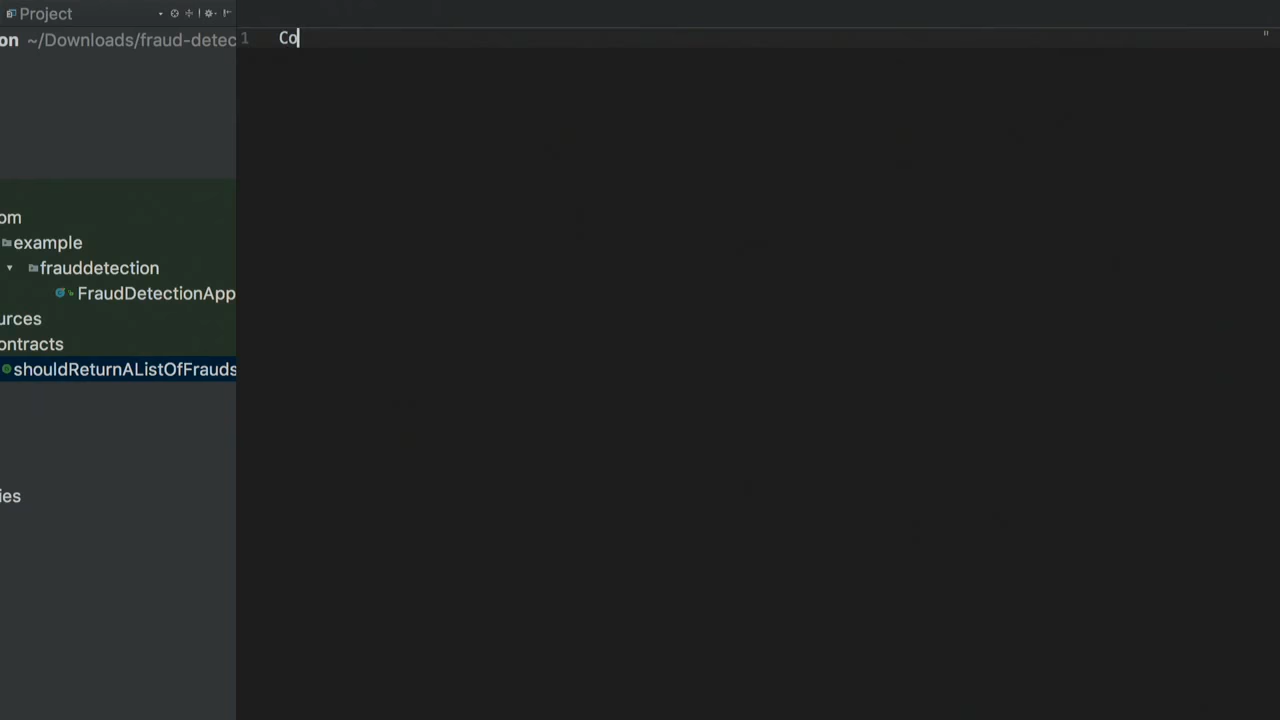 Project
on ~/Downloads/fraud-detec
1 Co
om
example
frauddetection
FraudDetectionApp
urces
ontracts
shouldReturnAListOfFrauds
ies